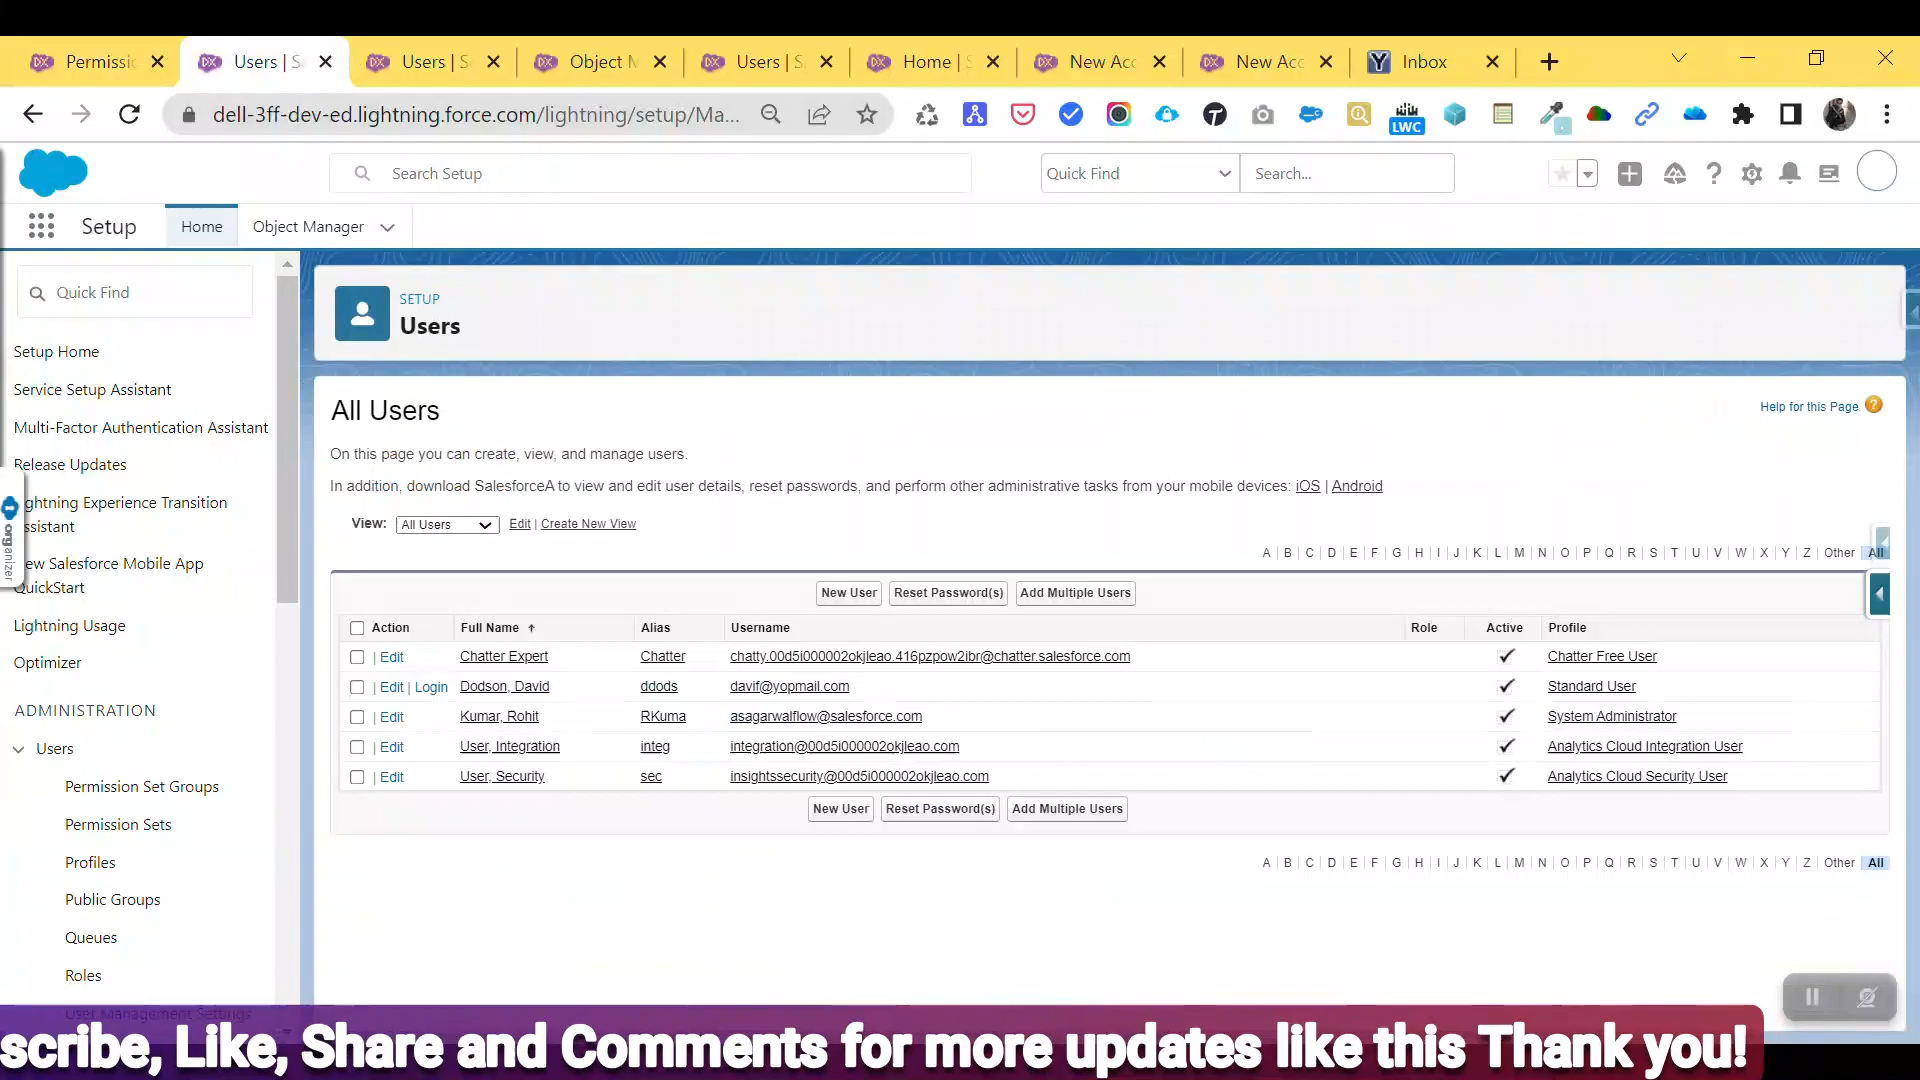 Permissi
Users | S
Users | S
Object M
Users | S
Home | S
New Acc
New Acc
Inbox
dell-3ff-dev-ed.lightning.force.com/lightning/setup/Ma...
LWC
Search Setup
Quick Find
Search...
Setup
Home
Object Manager
Quick Find
SETUP
Users
Setup Home
Service Setup Assistant
Multi-Factor Authentication Assistant
Release Updates
ightning Experience Transition
ssistant
ew Salesforce Mobile App
QuickStart
Lightning Usage
Optimizer
ADMINISTRATION
Users
Permission Set Groups
Permission Sets
Profiles
Public Groups
Queues
Roles
User Management Settings
organizer
All Users
Help for this Page ?
On this page you can create, view, and manage users.
In addition, download SalesforceA to view and edit user details, reset passwords, and perform other administrative tasks from your mobile devices: iOS | Android
View: All Users Edit | Create New View
A | B | C | D | E | F | G | H | I | J | K | L | M | N | O | P | Q | R | S | T | U | V | W | X | Y | Z | Other | All
New User Reset Password(s) Add Multiple Users
Action Full Name Alias Username Role Active Profile
| Edit Chatter Expert Chatter chatty.00d5i000002okjleao.416pzpow2ibr@chatter.salesforce.com Chatter Free User
| Edit | Login Dodson, David ddods davif@yopmail.com Standard User
| Edit Kumar, Rohit RKuma asagarwalflow@salesforce.com System Administrator
| Edit User, Integration integ integration@00d5i000002okjleao.com Analytics Cloud Integration User
| Edit User, Security sec insightssecurity@00d5i000002okjleao.com Analytics Cloud Security User
New User Reset Password(s) Add Multiple Users
A | B | C | D | E | F | G | H | I | J | K | L | M | N | O | P | Q | R | S | T | U | V | W | X | Y | Z | Other | All
scribe, Like, Share and Comments for more updates like this Thank you!